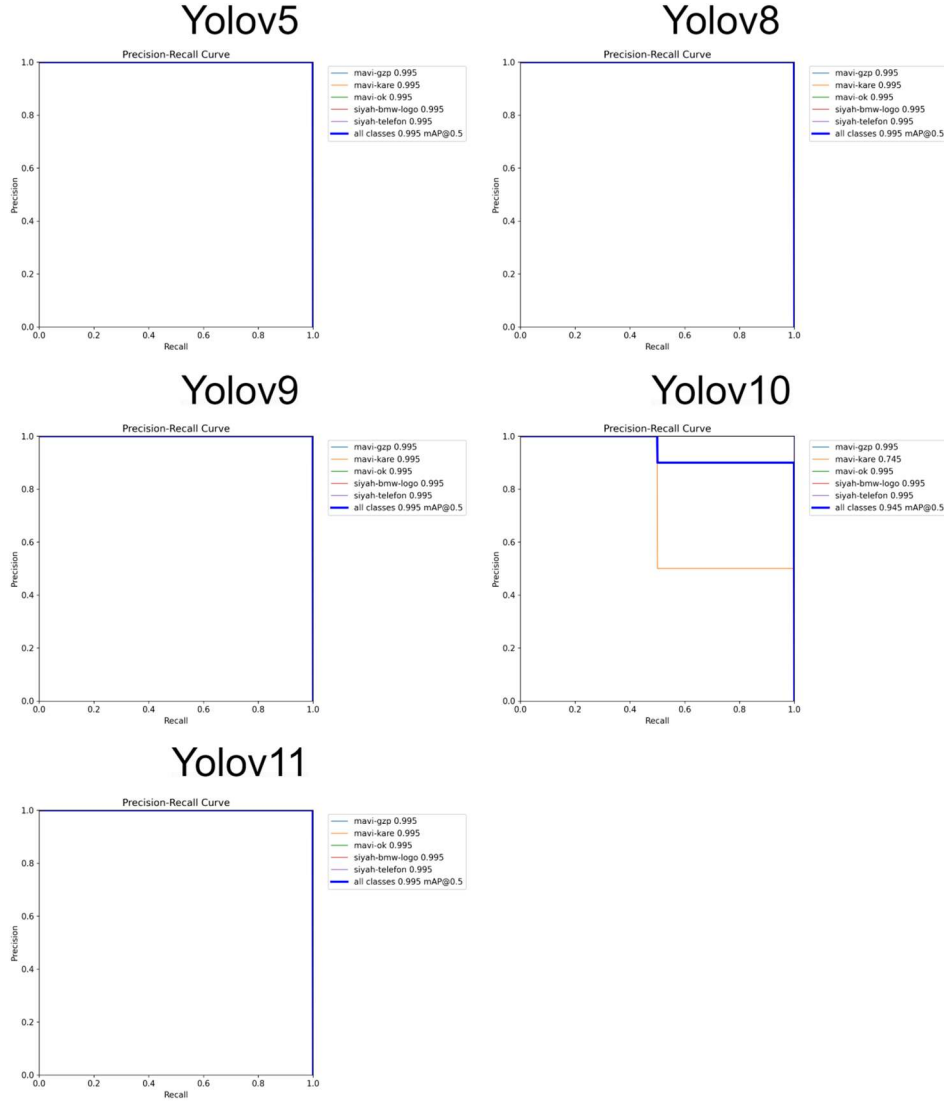 Yolov5
Precision-Recall Curve
1.0
0.8
0.6
0.4
0.2
0.0
Precision
0.0 0.2 0.4 0.6 0.8 1.0
Recall
mavi-gzp 0.995
mavi-kare 0.995
mavi-ok 0.995
siyah-bmw-logo 0.995
siyah-telefon 0.995
all classes 0.995 mAP@0.5
Yolov8
Precision-Recall Curve
1.0
0.8
0.6
0.4
0.2
0.0
Precision
0.0 0.2 0.4 0.6 0.8 1.0
Recall
mavi-gzp 0.995
mavi-kare 0.995
mavi-ok 0.995
siyah-bmw-logo 0.995
siyah-telefon 0.995
all classes 0.995 mAP@0.5
Yolov9
Precision-Recall Curve
1.0
0.8
0.6
0.4
0.2
0.0
Precision
0.0 0.2 0.4 0.6 0.8 1.0
Recall
mavi-gzp 0.995
mavi-kare 0.995
mavi-ok 0.995
siyah-bmw-logo 0.995
siyah-telefon 0.995
all classes 0.995 mAP@0.5
Yolov10
Precision-Recall Curve
1.0
0.8
0.6
0.4
0.2
0.0
Precision
0.0 0.2 0.4 0.6 0.8 1.0
Recall
mavi-gzp 0.995
mavi-kare 0.745
mavi-ok 0.995
siyah-bmw-logo 0.995
siyah-telefon 0.995
all classes 0.945 mAP@0.5
Yolov11
Precision-Recall Curve
1.0
0.8
0.6
0.4
0.2
0.0
Precision
0.0 0.2 0.4 0.6 0.8 1.0
Recall
mavi-gzp 0.995
mavi-kare 0.995
mavi-ok 0.995
siyah-bmw-logo 0.995
siyah-telefon 0.995
all classes 0.995 mAP@0.5